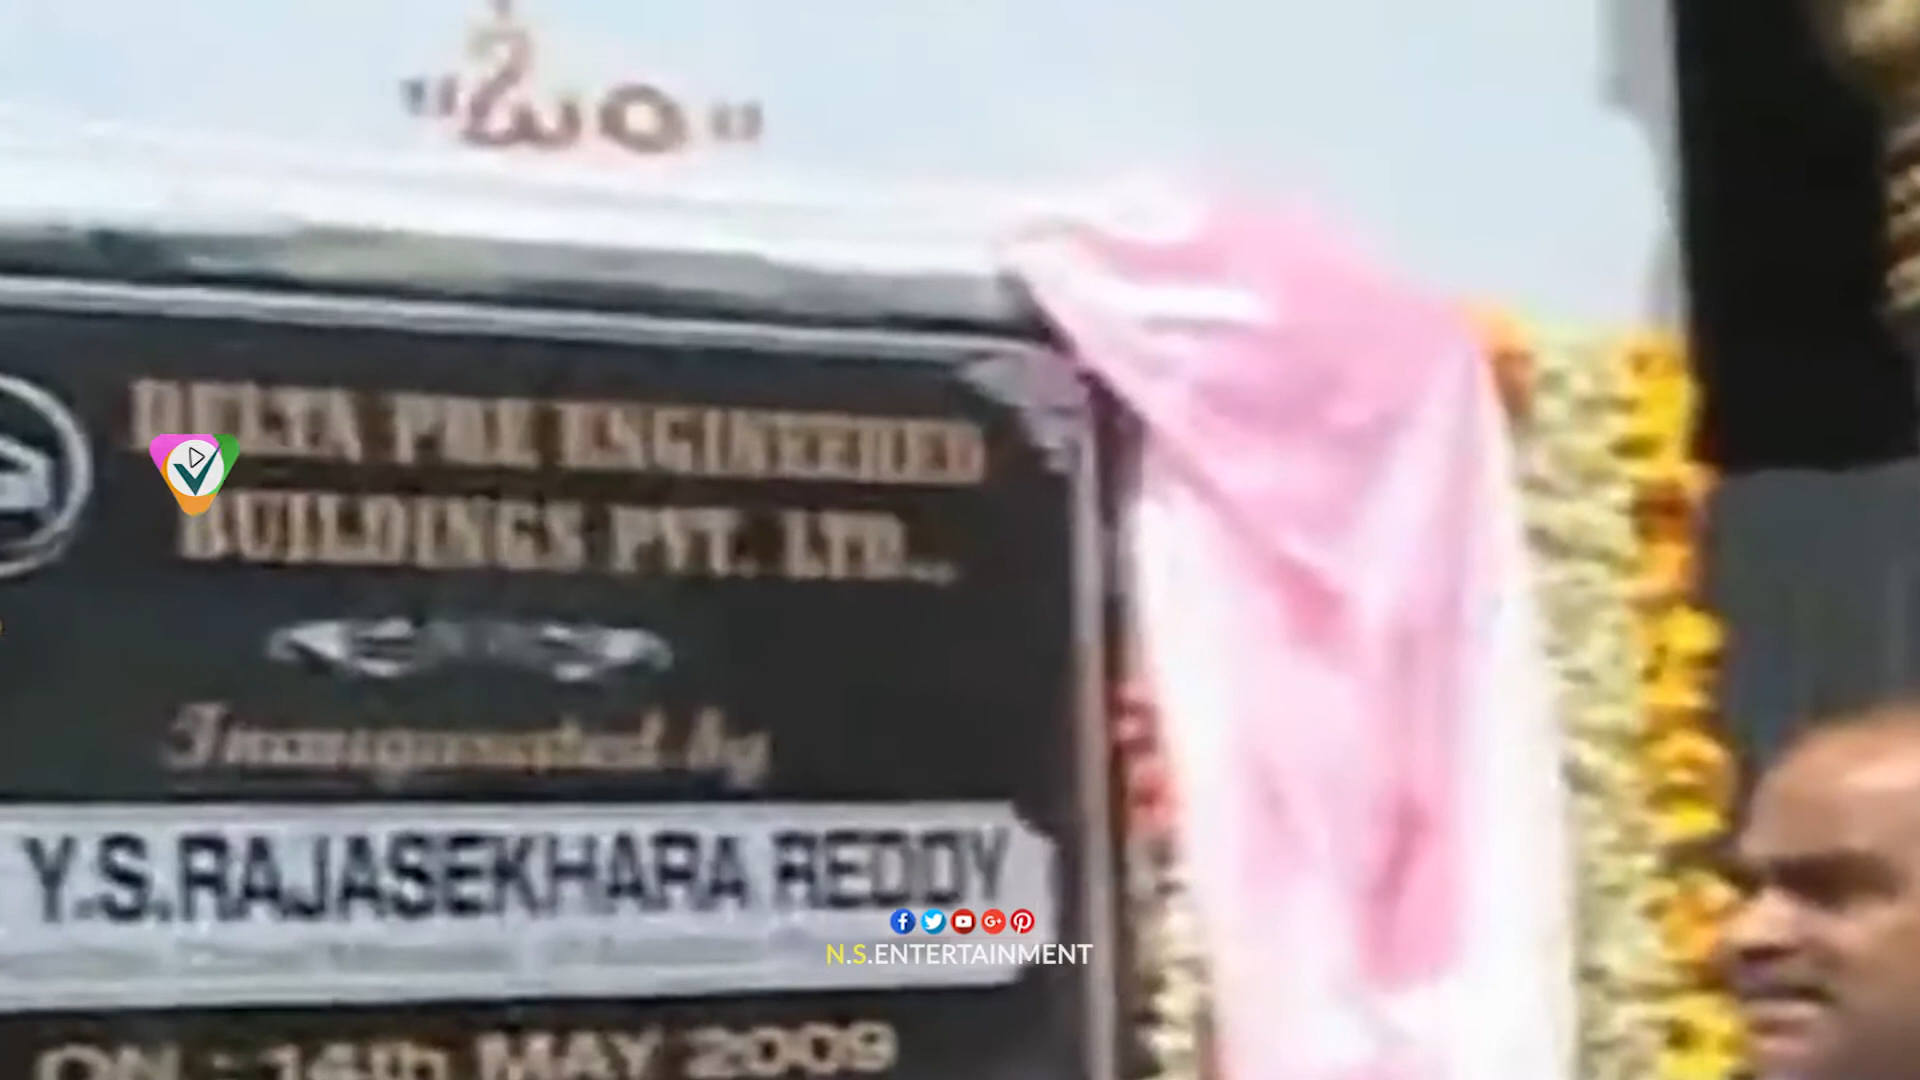 "ఓం"
DELTA PRE ENGINEERED
BUILDINGS PVT. LTD..,
Inaugurated by
Y.S.RAJASEKHARA REDDY
N.S.ENTERTAINMENT
ON : 14th MAY 2009